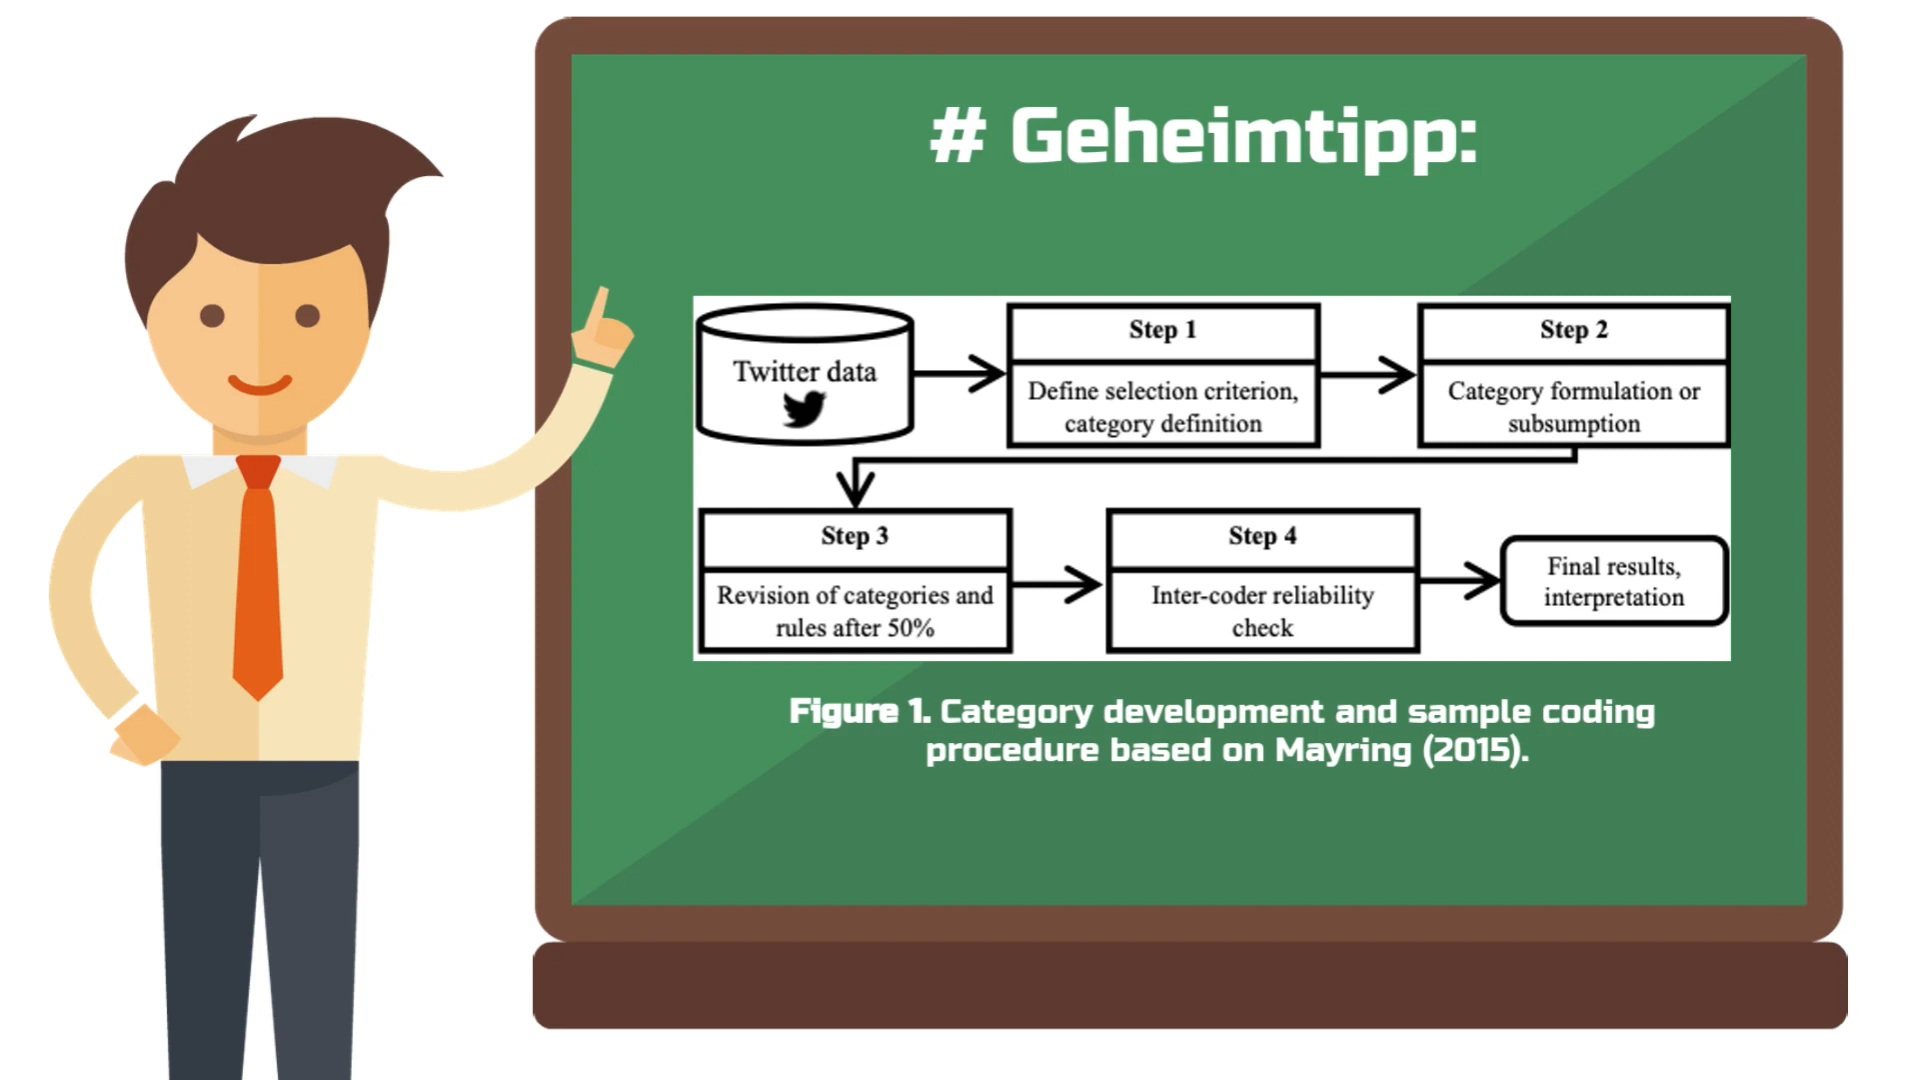 # Geheimtipp:
Twitter data
Step 1
Define selection criterion,
category definition
Step 2
Category formulation or
subsumption
Step 3
Revision of categories and
rules after 50%
Step 4
Inter-coder reliability
check
Final results,
interpretation
Figure 1. Category development and sample coding
procedure based on Mayring (2015).